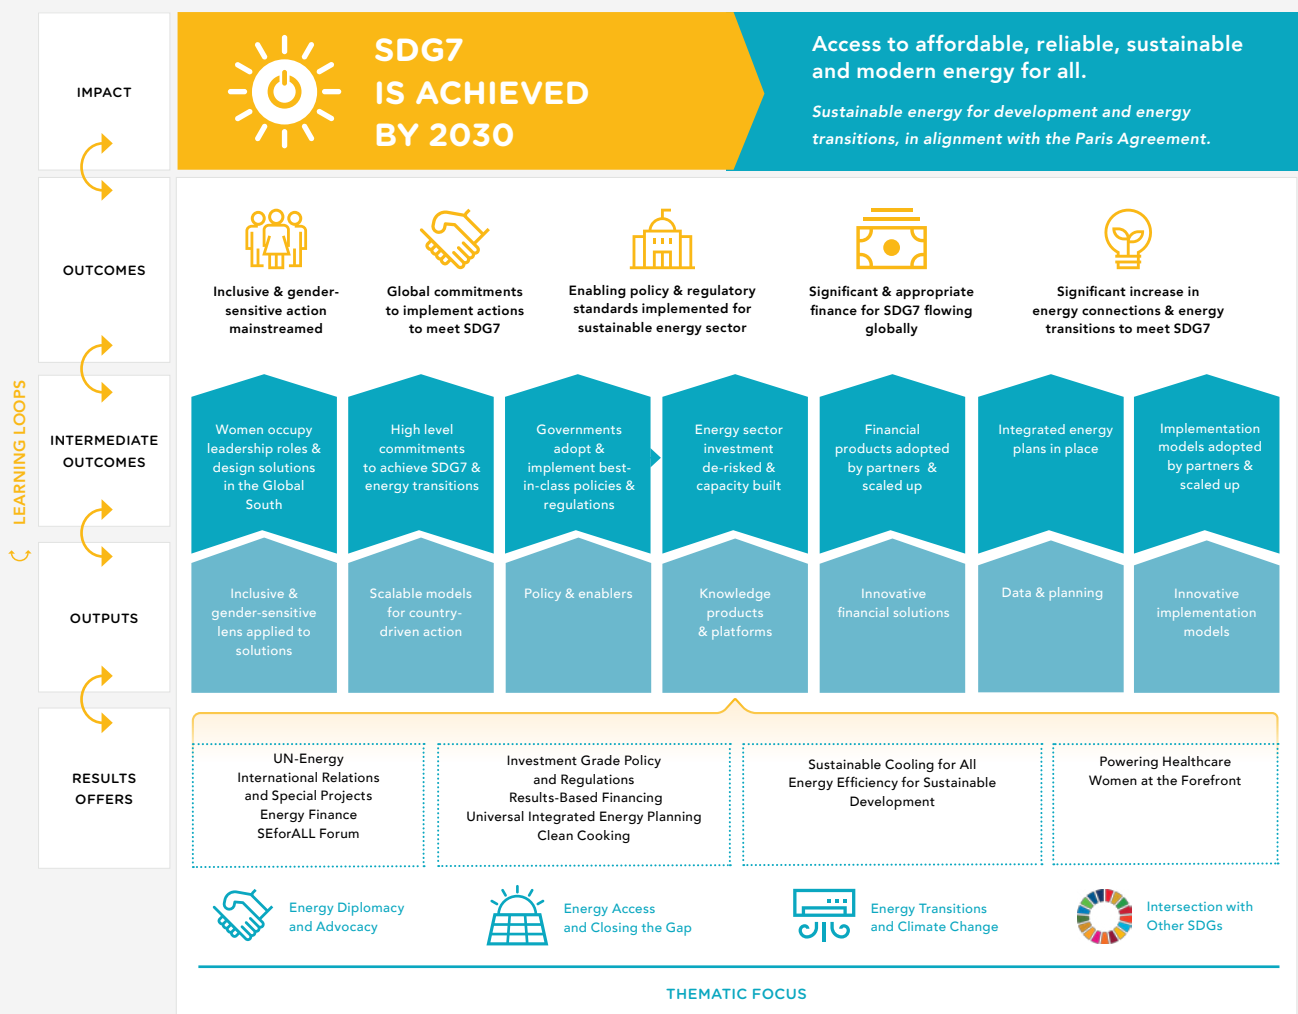 IMPACT
SDG7
IS ACHIEVED
BY 2030
Access to affordable, reliable, sustainable
and modern energy for all.
Sustainable energy for development and energy
transitions, in alignment with the Paris Agreement.
OUTCOMES
Inclusive & gender-
sensitive action
mainstreamed
Global commitments
to implement actions
to meet SDG7
Enabling policy & regulatory
standards implemented for
sustainable energy sector
Significant & appropriate
finance for SDG7 flowing
globally
Significant increase in
energy connections & energy
transitions to meet SDG7
LEARNING LOOPS
INTERMEDIATE
OUTCOMES
Women occupy
leadership roles &
design solutions
in the Global
South
High level
commitments
to achieve SDG7 &
energy transitions
Governments
adopt &
implement best-
in-class policies &
regulations
Energy sector
investment
de-risked &
capacity built
Financial
products adopted
by partners &
scaled up
Integrated energy
plans in place
Implementation
models adopted
by partners &
scaled up
OUTPUTS
Inclusive &
gender-sensitive
lens applied to
solutions
Scalable models
for country-
driven action
Policy & enablers
Knowledge
products
& platforms
Innovative
financial solutions
Data & planning
Innovative
implementation
models
RESULTS
OFFERS
UN-Energy
International Relations
and Special Projects
Energy Finance
SEforALL Forum
Investment Grade Policy
and Regulations
Results-Based Financing
Universal Integrated Energy Planning
Clean Cooking
Sustainable Cooling for All
Energy Efficiency for Sustainable
Development
Powering Healthcare
Women at the Forefront
Energy Diplomacy
and Advocacy
Energy Access
and Closing the Gap
Energy Transitions
and Climate Change
Intersection with
Other SDGs
THEMATIC FOCUS